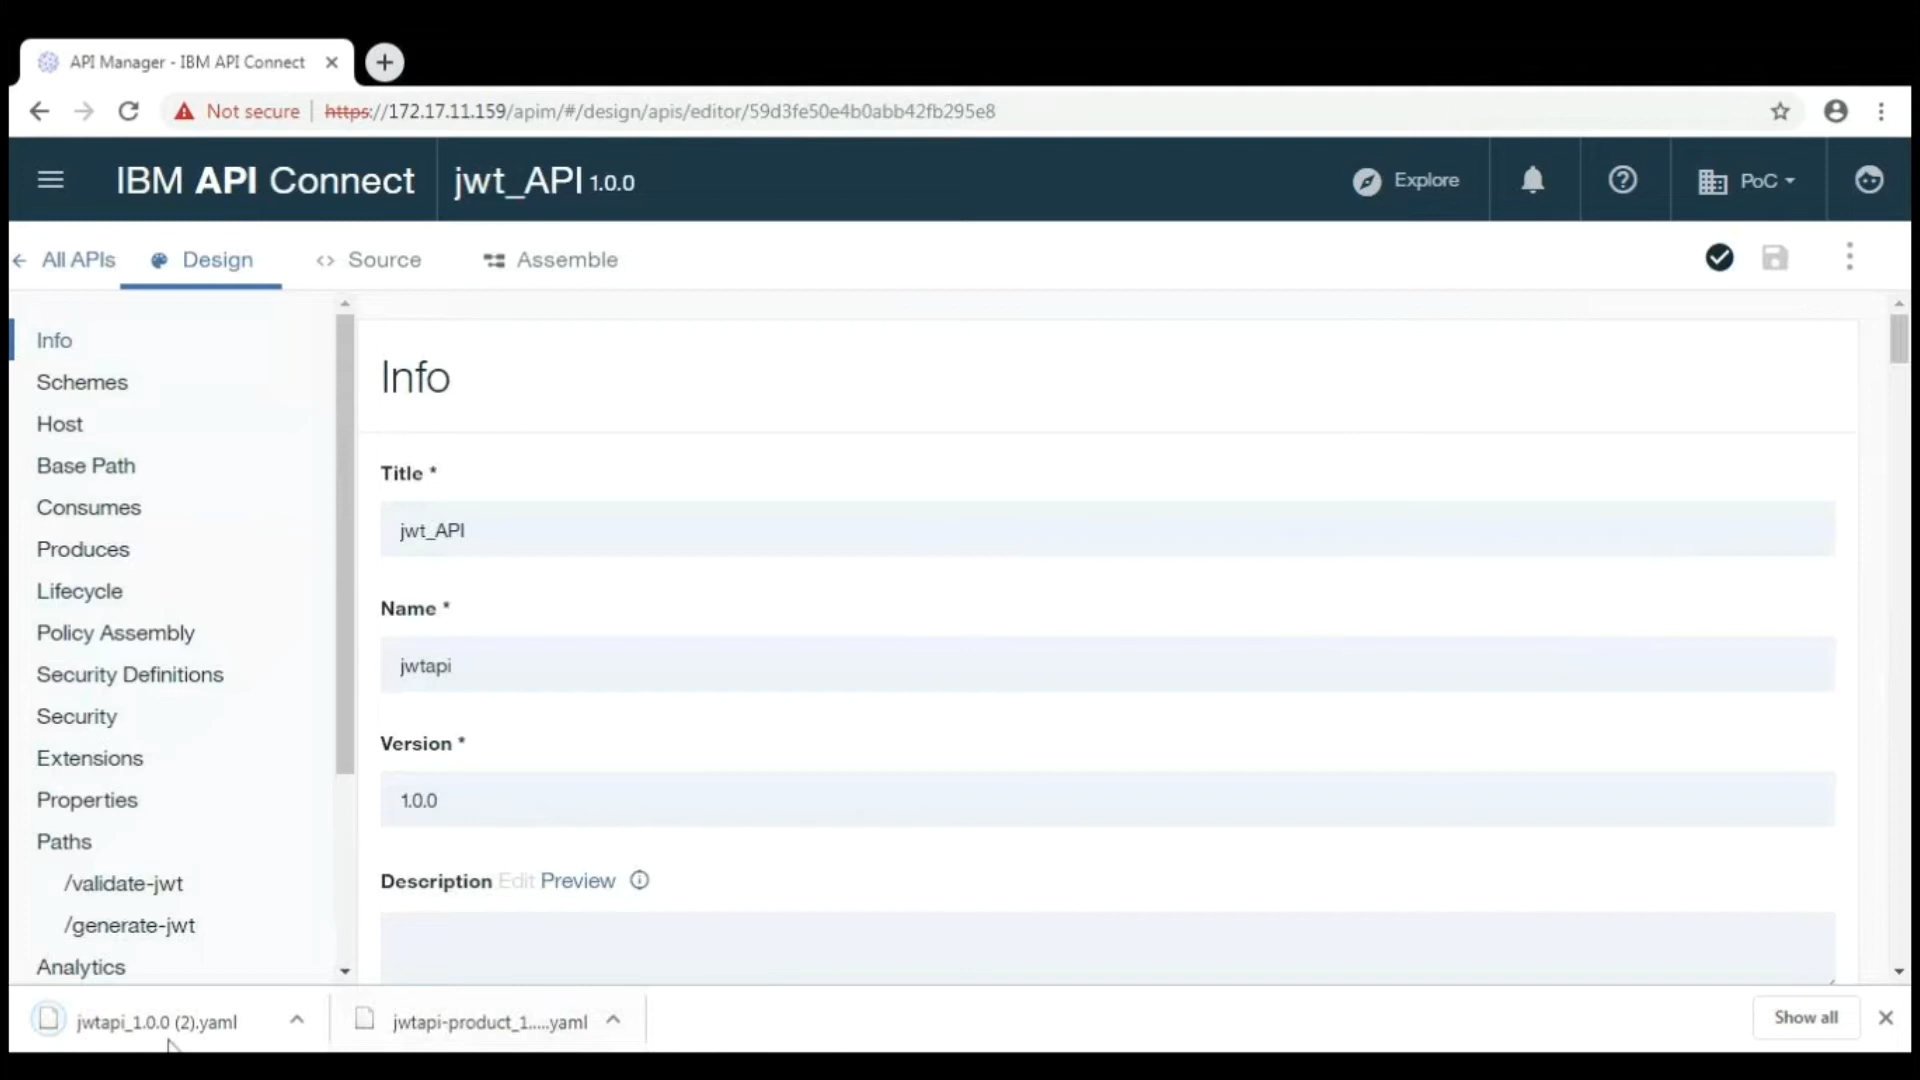 API Manager - IBM API Connect
Not secure | https://172.17.11.159/apim/#/design/apis/editor/59d3fe50e4b0abb42fb295e8
IBM API Connect jwt_API 1.0.0 Explore PoC
All APIs Design <> Source Assemble
Info
Schemes
Host
Base Path
Consumes
Produces
Lifecycle
Policy Assembly
Security Definitions
Security
Extensions
Properties
Paths
/validate-jwt
/generate-jwt
Analytics
Info
Title *
jwt_API
Name *
jwtapi
Version *
1.0.0
Description Edit Preview
jwtapi_1.0.0 (2).yaml jwtapi-product_1.....yaml Show all